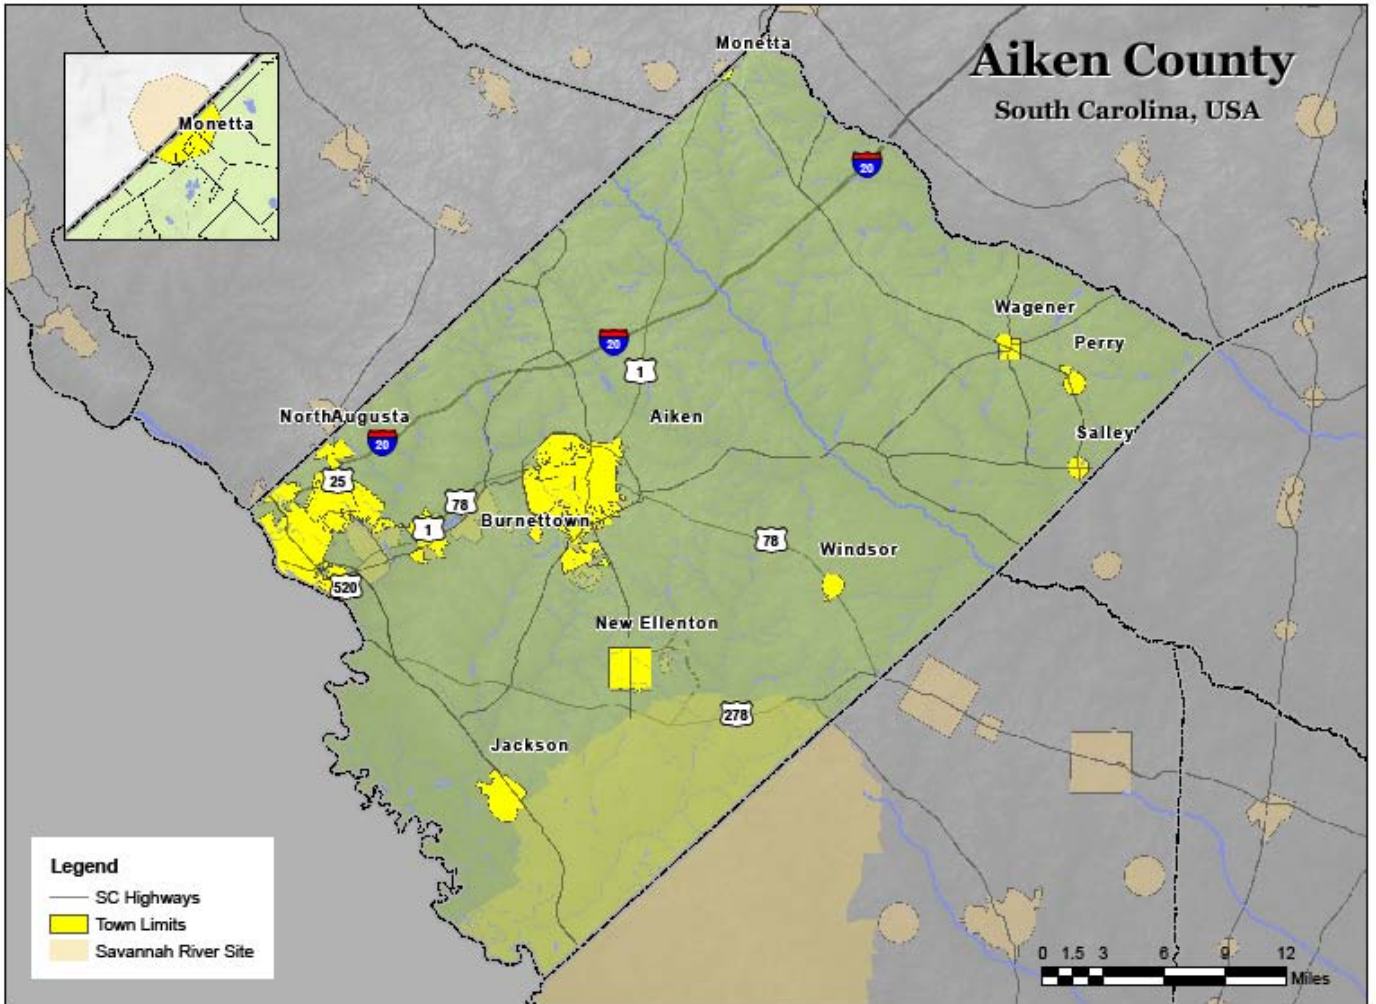 Aiken County
South Carolina, USA
Monetta
Monetta
20
Wagener
Perry
20
1
NorthAugusta
Aiken
20
Salley
25
78
Burnettown
1
78
Windsor
520
New Ellenton
278
Jackson
Legend
SC Highways
Town Limits
Savannah River Site
0 1.5 3 6 9 12
Miles